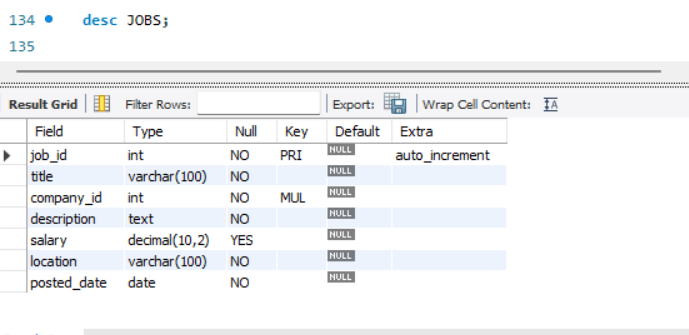 134 desc JOBS;
135
Result Grid Filter Rows: Export: Wrap Cell Content: IA
Field Type Null Key Default Extra
job_id int NO PRI NULL auto_increment
title varchar(100) NO NULL
company_id int NO MUL NULL
description text NO NULL
salary decimal(10,2) YES NULL
location varchar(100) NO NULL
posted_date date NO NULL